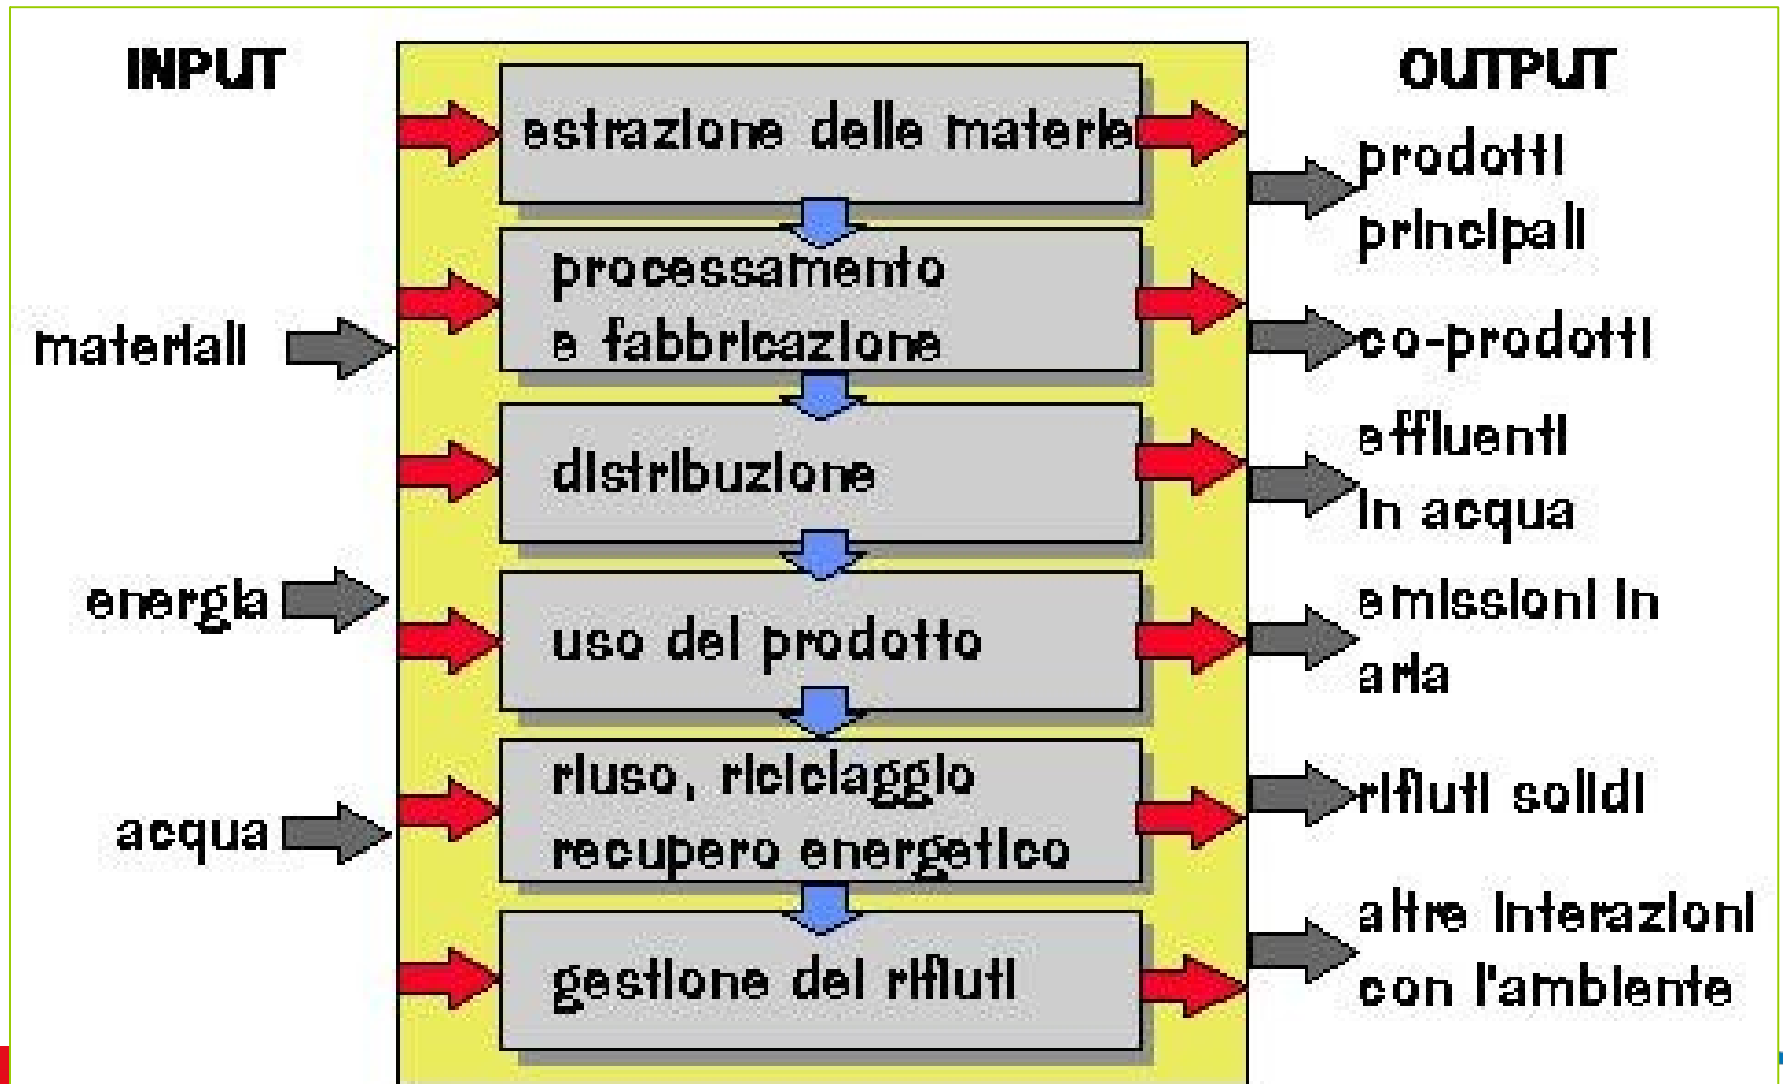 INPUT
materiali
energia
acqua
estrazione delle materie
processamento
e fabbricazione
distribuzione
uso del prodotto
riuso, riciclaggio
recupero energetico
gestione dei rifiuti
OUTPUT
prodotti
principali
co-prodotti
effluenti
in acqua
emissioni in
aria
rifiuti solidi
altre interazioni
con l'ambiente